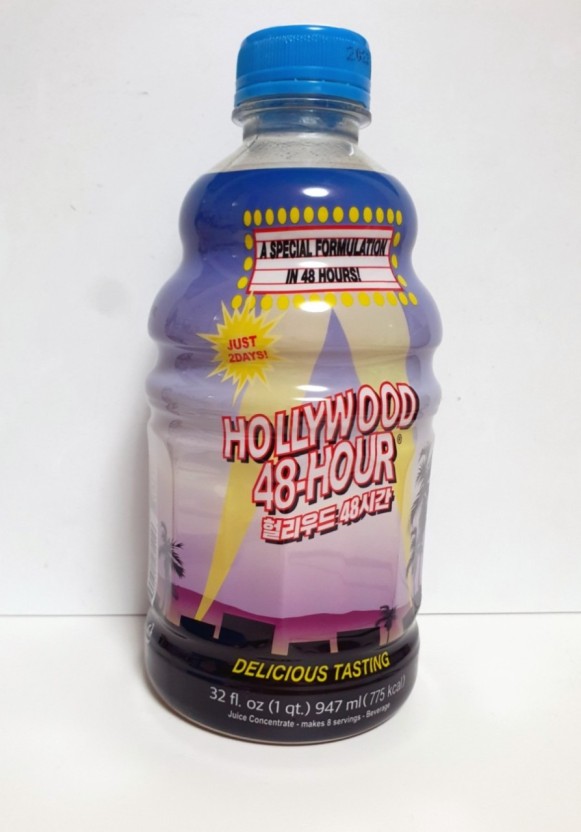 A SPECIAL FORMULATION
IN 48 HOURS!
JUST
2DAYS!
HOLLYWOOD
48-HOUR®
헐리우드 48시간
DELICIOUS TASTING
32 fl. oz (1 qt.) 947 ml(775 kcal)
Juice Concentrate - makes 8 servings - Beverage